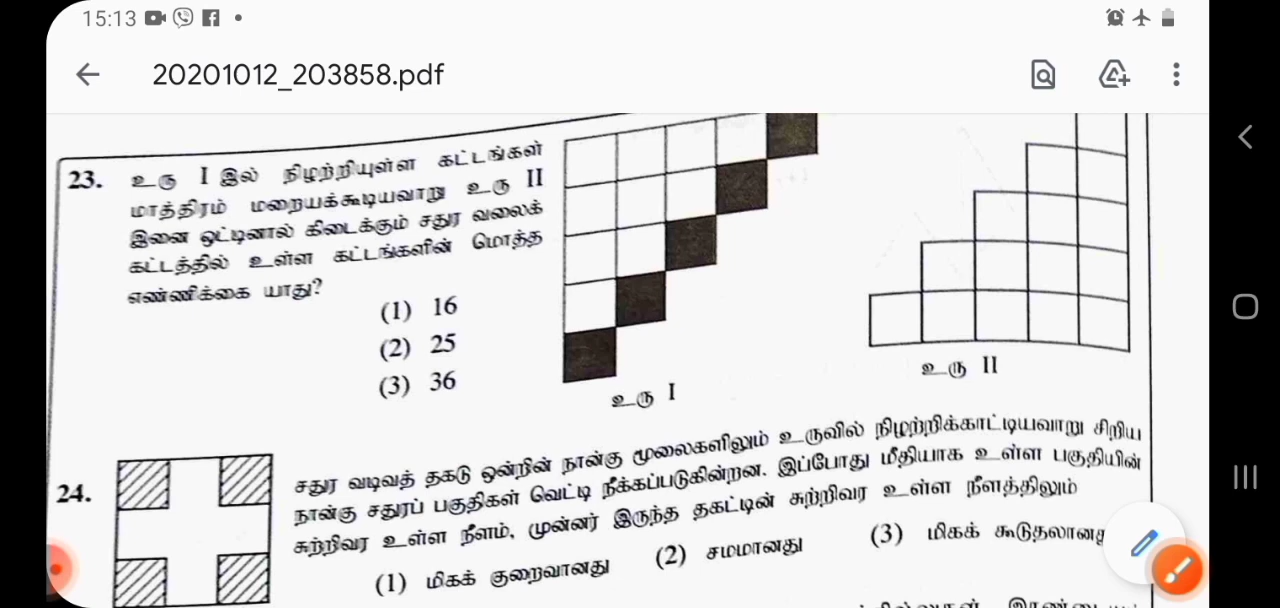 15:13
20201012_203858.pdf
23. உரு I இல் நிழற்றியுள்ள கட்டங்கள்
மாத்திரம் மறையக்கூடியவாறு உரு II
இனை ஒட்டினால் கிடைக்கும் சதுர வலைக்
கட்டத்தில் உள்ள கட்டங்களின் மொத்த
எண்ணிக்கை யாது?
(1) 16
(2) 25
(3) 36
உரு I
உரு II
24. சதுர வடிவத் தகடு ஒன்றின் நான்கு மூலைகளிலும் உருவில் நிழற்றிக்காட்டியவாறு சிறிய
நான்கு சதுரப் பகுதிகள் வெட்டி நீக்கப்படுகின்றன. இப்போது மீதியாக உள்ள பகுதியின்
சுற்றிவர உள்ள நீளம், முன்னர் இருந்த தகட்டின் சுற்றிவர உள்ள நீளத்திலும்
(1) மிகக் குறைவானது (2) சமமானது (3) மிகக்